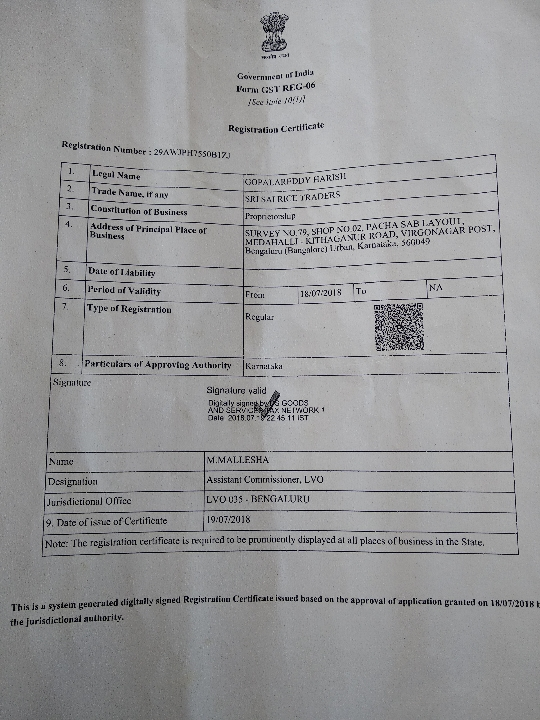 Government of India
Form GST REG-06
[See Rule 10(1)]
Registration Certificate
Registration Number : 29AWJPH7550B1ZJ
1. Legal Name GOPALAREDDY HARISH
2. Trade Name, if any SRI SAI RICE TRADERS
3. Constitution of Business Proprietorship
4. Address of Principal Place of Business SURVEY NO.79, SHOP NO.02, PACHA SAB LAYOUT,
MEDAHALLI - KITHAGANUR ROAD, VIRGONAGAR POST,
Bengaluru (Bangalore) Urban, Karnataka, 560049
5. Date of Liability
6. Period of Validity From 18/07/2018 To NA
7. Type of Registration Regular
8. Particulars of Approving Authority Karnataka
Signature
Signature valid
Digitally signed by DS GOODS
AND SERVICES TAX NETWORK 1
Date: 2018.07.19 22:45:11 IST
Name M.MALLESHA
Designation Assistant Commissioner, LVO
Jurisdictional Office LVO 035 - BENGALURU
9. Date of issue of Certificate 19/07/2018
Note: The registration certificate is required to be prominently displayed at all places of business in the State.
This is a system generated digitally signed Registration Certificate issued based on the approval of application granted on 18/07/2018
the jurisdictional authority.